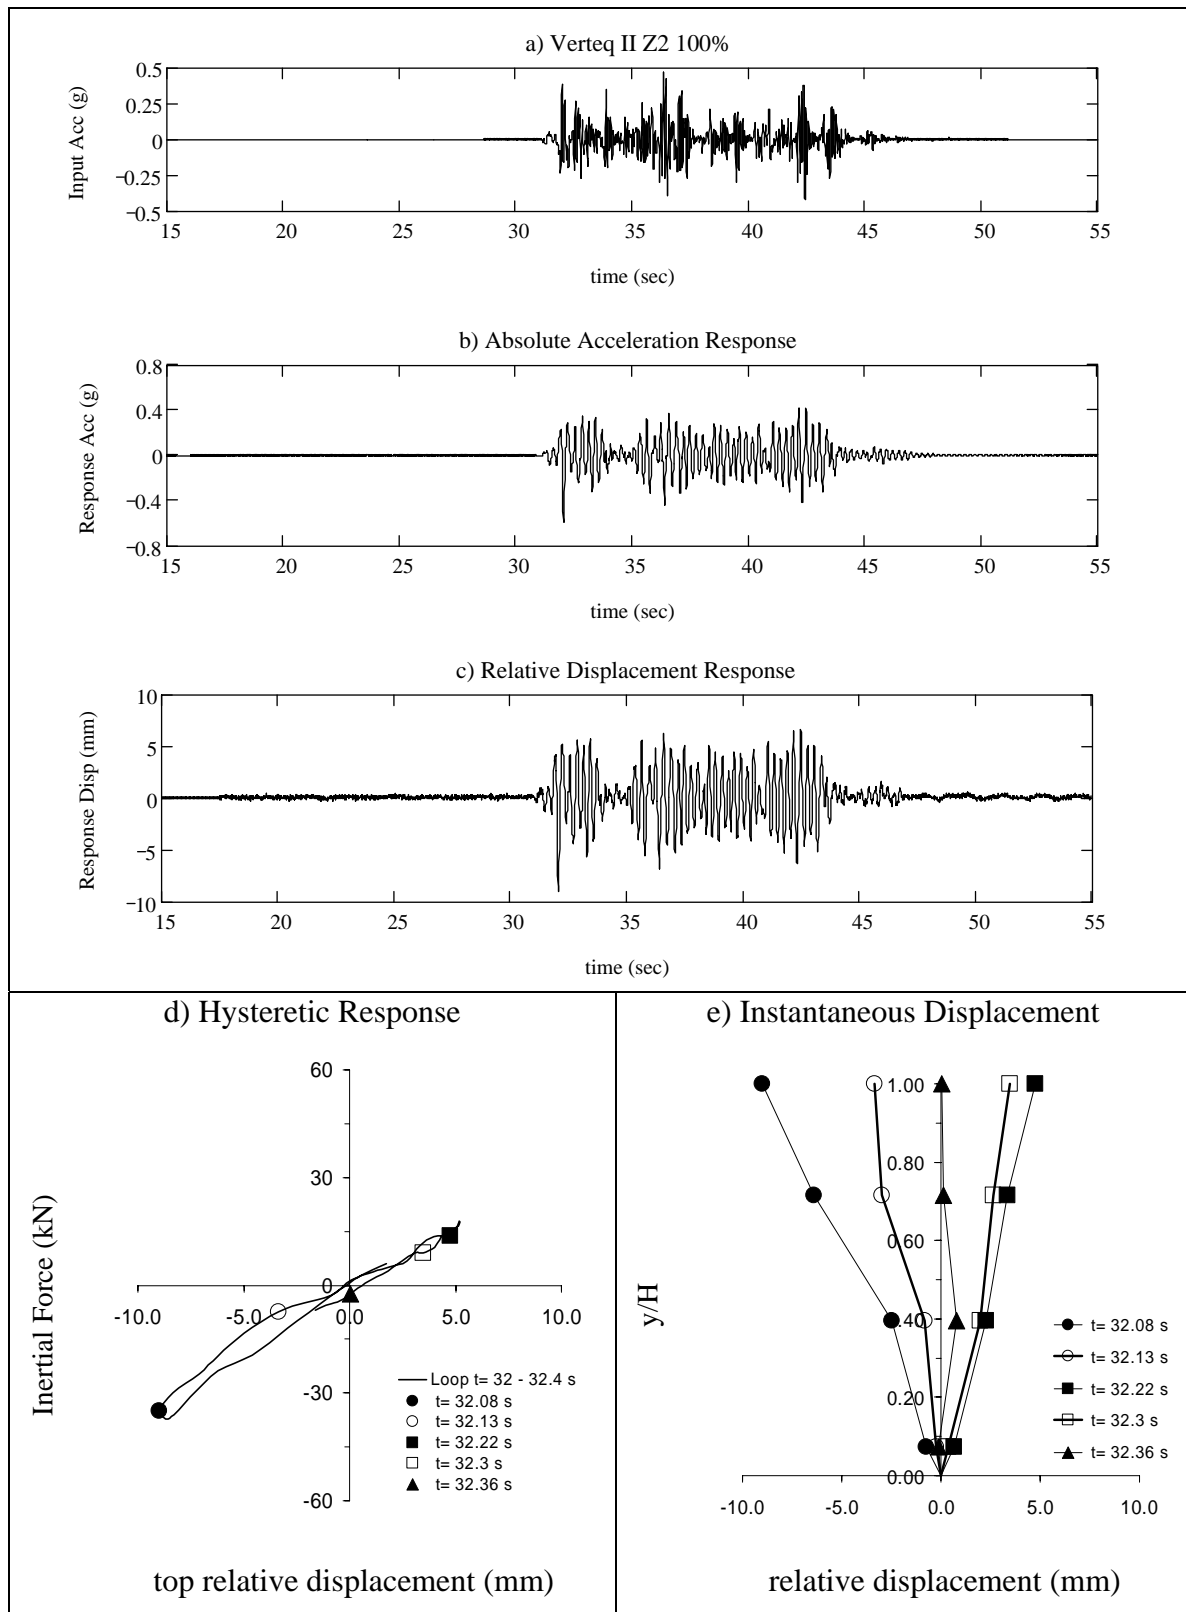 a) Verteq II Z2 100%
0.5
0.25
0
−0.25
−0.5
Input Acc (g)
15 20 25 30 35 40 45 50 55
time (sec)
b) Absolute Acceleration Response
0.8
0.4
0
−0.4
−0.8
Response Acc (g)
15 20 25 30 35 40 45 50 55
time (sec)
c) Relative Displacement Response
10
5
0
−5
−10
Response Disp (mm)
15 20 25 30 35 40 45 50 55
time (sec)
d) Hysteretic Response
60
30
0
-30
-60
Inertial Force (kN)
-10.0 -5.0 0.0 5.0 10.0
Loop t= 32 - 32.4 s
t= 32.08 s
t= 32.13 s
t= 32.22 s
t= 32.3 s
t= 32.36 s
top relative displacement (mm)
e) Instantaneous Displacement
1.00
0.80
0.60
0.40
0.20
0.00
y/H
t= 32.08 s
t= 32.13 s
t= 32.22 s
t= 32.3 s
t= 32.36 s
-10.0 -5.0 0.0 5.0 10.0
relative displacement (mm)